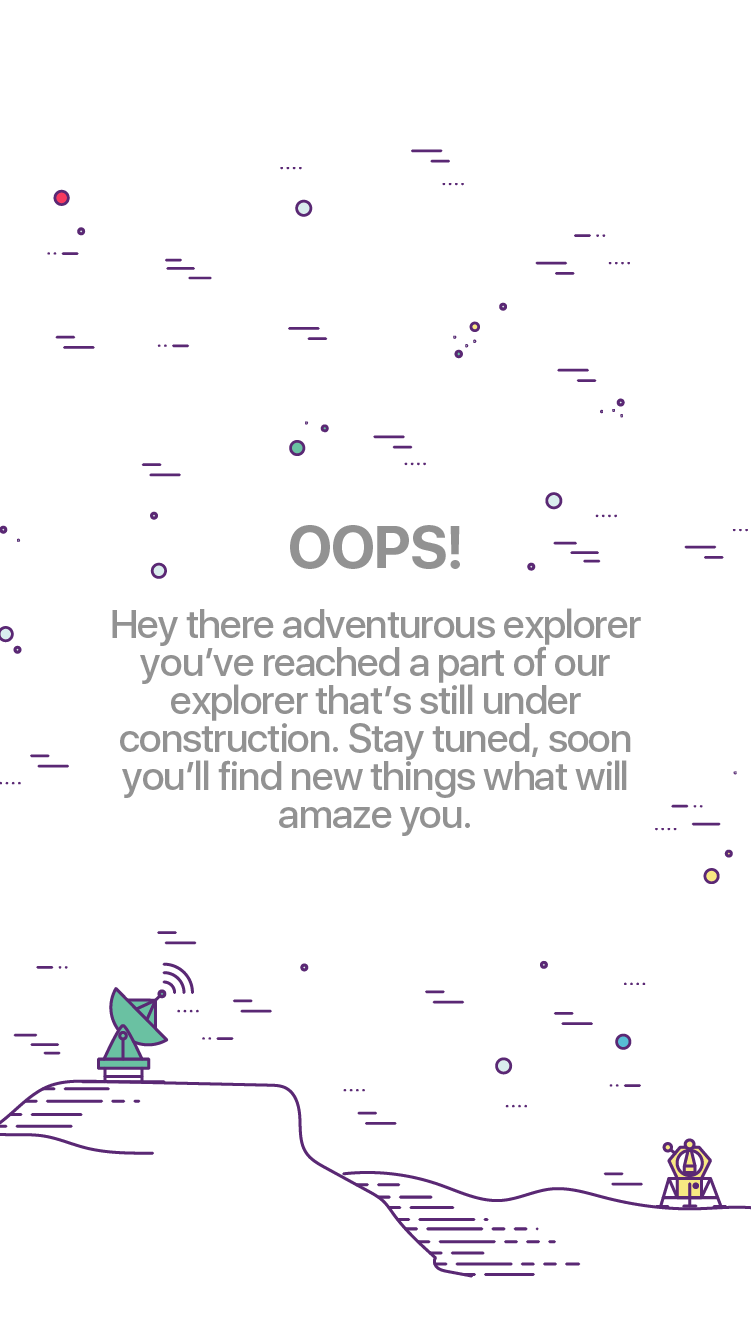 OOPS!
Hey there adventurous explorer
you’ve reached a part of our
explorer that’s still under
construction. Stay tuned, soon
you’ll find new things what will
amaze you.